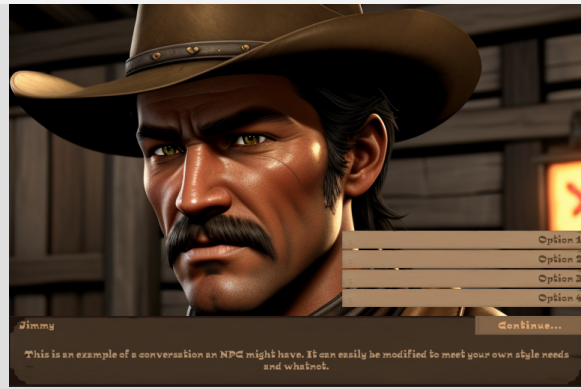 Option 1
Option 2
Option 3
Option 4
Jimmy
Continue...
This is an example of a conversation an NPC might have. It can easily be modified to meet your own style needs
and whatnot.